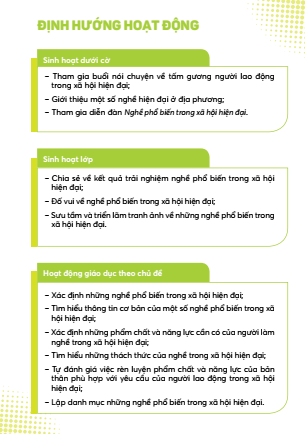 ĐỊNH HƯỚNG HOẠT ĐỘNG
Sinh hoạt dưới cờ
– Tham gia buổi nói chuyện về tấm gương người lao động
trong xã hội hiện đại;
– Giới thiệu một số nghề hiện đại ở địa phương;
– Tham gia diễn đàn Nghề phổ biến trong xã hội hiện đại.
Sinh hoạt lớp
– Chia sẻ về kết quả trải nghiệm nghề phổ biến trong xã hội
hiện đại;
– Đố vui về nghề phổ biến trong xã hội hiện đại;
– Sưu tầm và triển lãm tranh ảnh về những nghề phổ biến trong
xã hội hiện đại.
Hoạt động giáo dục theo chủ đề
– Xác định những nghề phổ biến trong xã hội hiện đại;
– Tìm hiểu thông tin cơ bản của một số nghề phổ biến trong xã
hội hiện đại;
– Xác định những phẩm chất và năng lực cần có của người làm
nghề trong xã hội hiện đại;
– Tìm hiểu những thách thức của nghề trong xã hội hiện đại;
– Tự đánh giá việc rèn luyện phẩm chất và năng lực của bản
thân phù hợp với yêu cầu của người lao động trong xã hội
hiện đại;
– Lập danh mục những nghề phổ biến trong xã hội hiện đại.